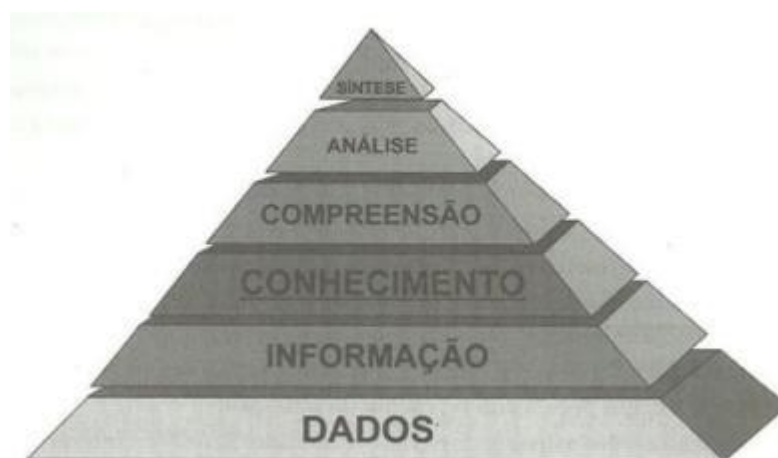 SÍNTESE
ANÁLISE
COMPREENSÃO
CONHECIMENTO
INFORMAÇÃO
DADOS